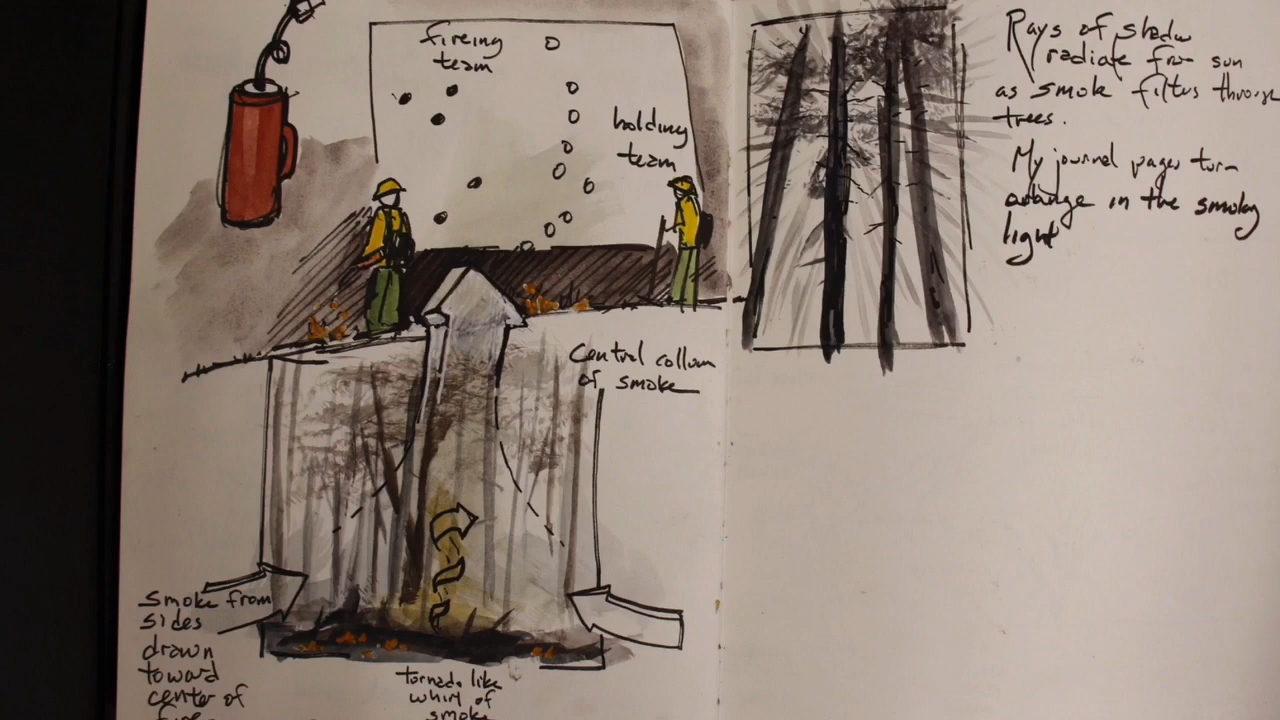 fireing
team
holding
team
Central collum
of smoke
Smoke from
sides
drawn
toward
center of
tornado like
whirl of
smoke
Rays of shadow
radiate from sun
as smoke filters through
trees.
My journal pages turn
orange in the smoky
light